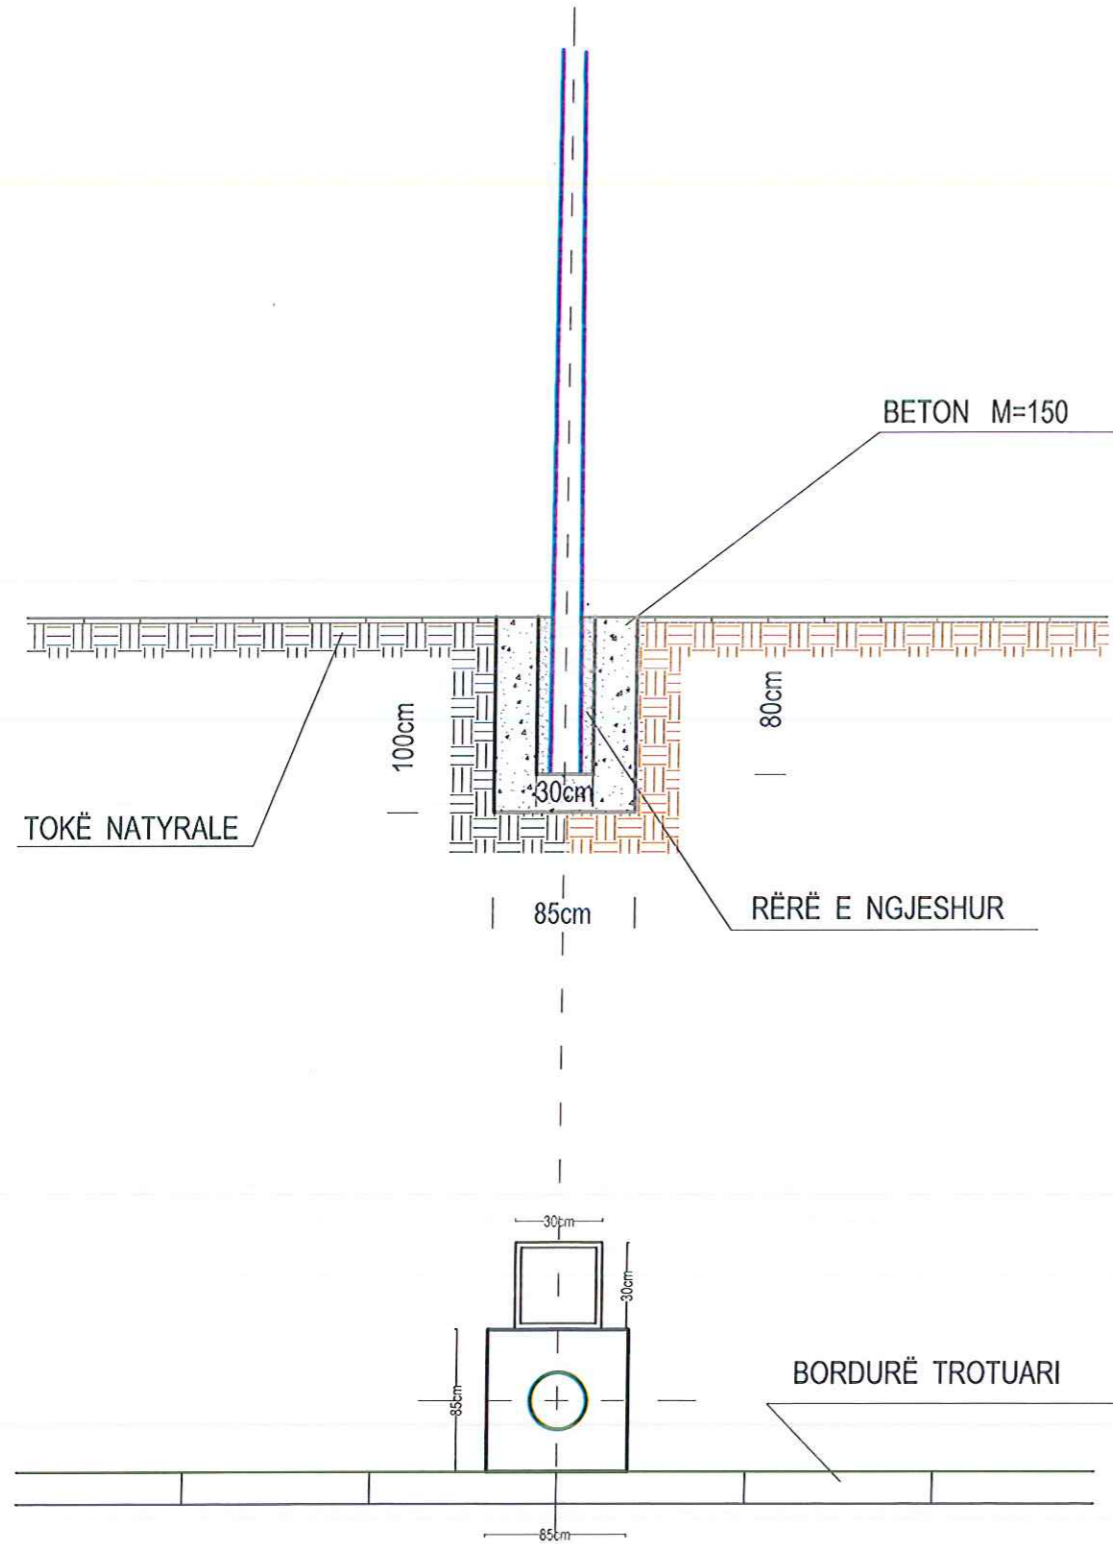 BETON M=150
80cm
100cm
30cm
TOKË NATYRALE
85cm
RËRË E NGJESHUR
30cm
30cm
BORDURË TROTUARI
85cm
85cm